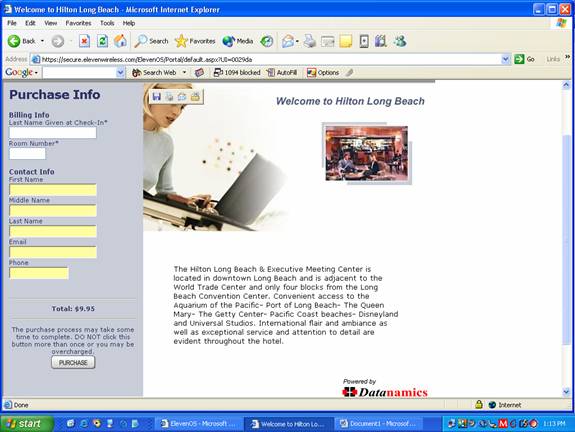 Welcome to Hilton Long Beach - Microsoft Internet Explorer
File Edit View Favorites Tools Help
Back Search Favorites Media
Address https://secure.elevenwireless.com/ElevenOS/Portal/default.aspx?UI=0029da Go Links
Google Search Web 1094 blocked AutoFill Options
Purchase Info
Billing Info
Last Name Given at Check-In*
Room Number*
Contact Info
First Name
Middle Name
Last Name
Email
Phone
Total: $9.95
The purchase process may take some
time to complete. DO NOT click this
button more than once or you may be
overcharged.
PURCHASE
Welcome to Hilton Long Beach
The Hilton Long Beach & Executive Meeting Center is
located in downtown Long Beach and is adjacent to the
World Trade Center and only four blocks from the Long
Beach Convention Center. Convenient access to the
Aquarium of the Pacific- Port of Long Beach- The Queen
Mary- The Getty Center- Pacific Coast beaches- Disneyland
and Universal Studios. International flair and ambiance as
well as exceptional service and attention to detail are
evident throughout the hotel.
Powered by
Datanamics
Done Internet
start ElevenOS - Microsoft ... Welcome to Hilton Lo... Document1 - Microsof... 1:13 PM